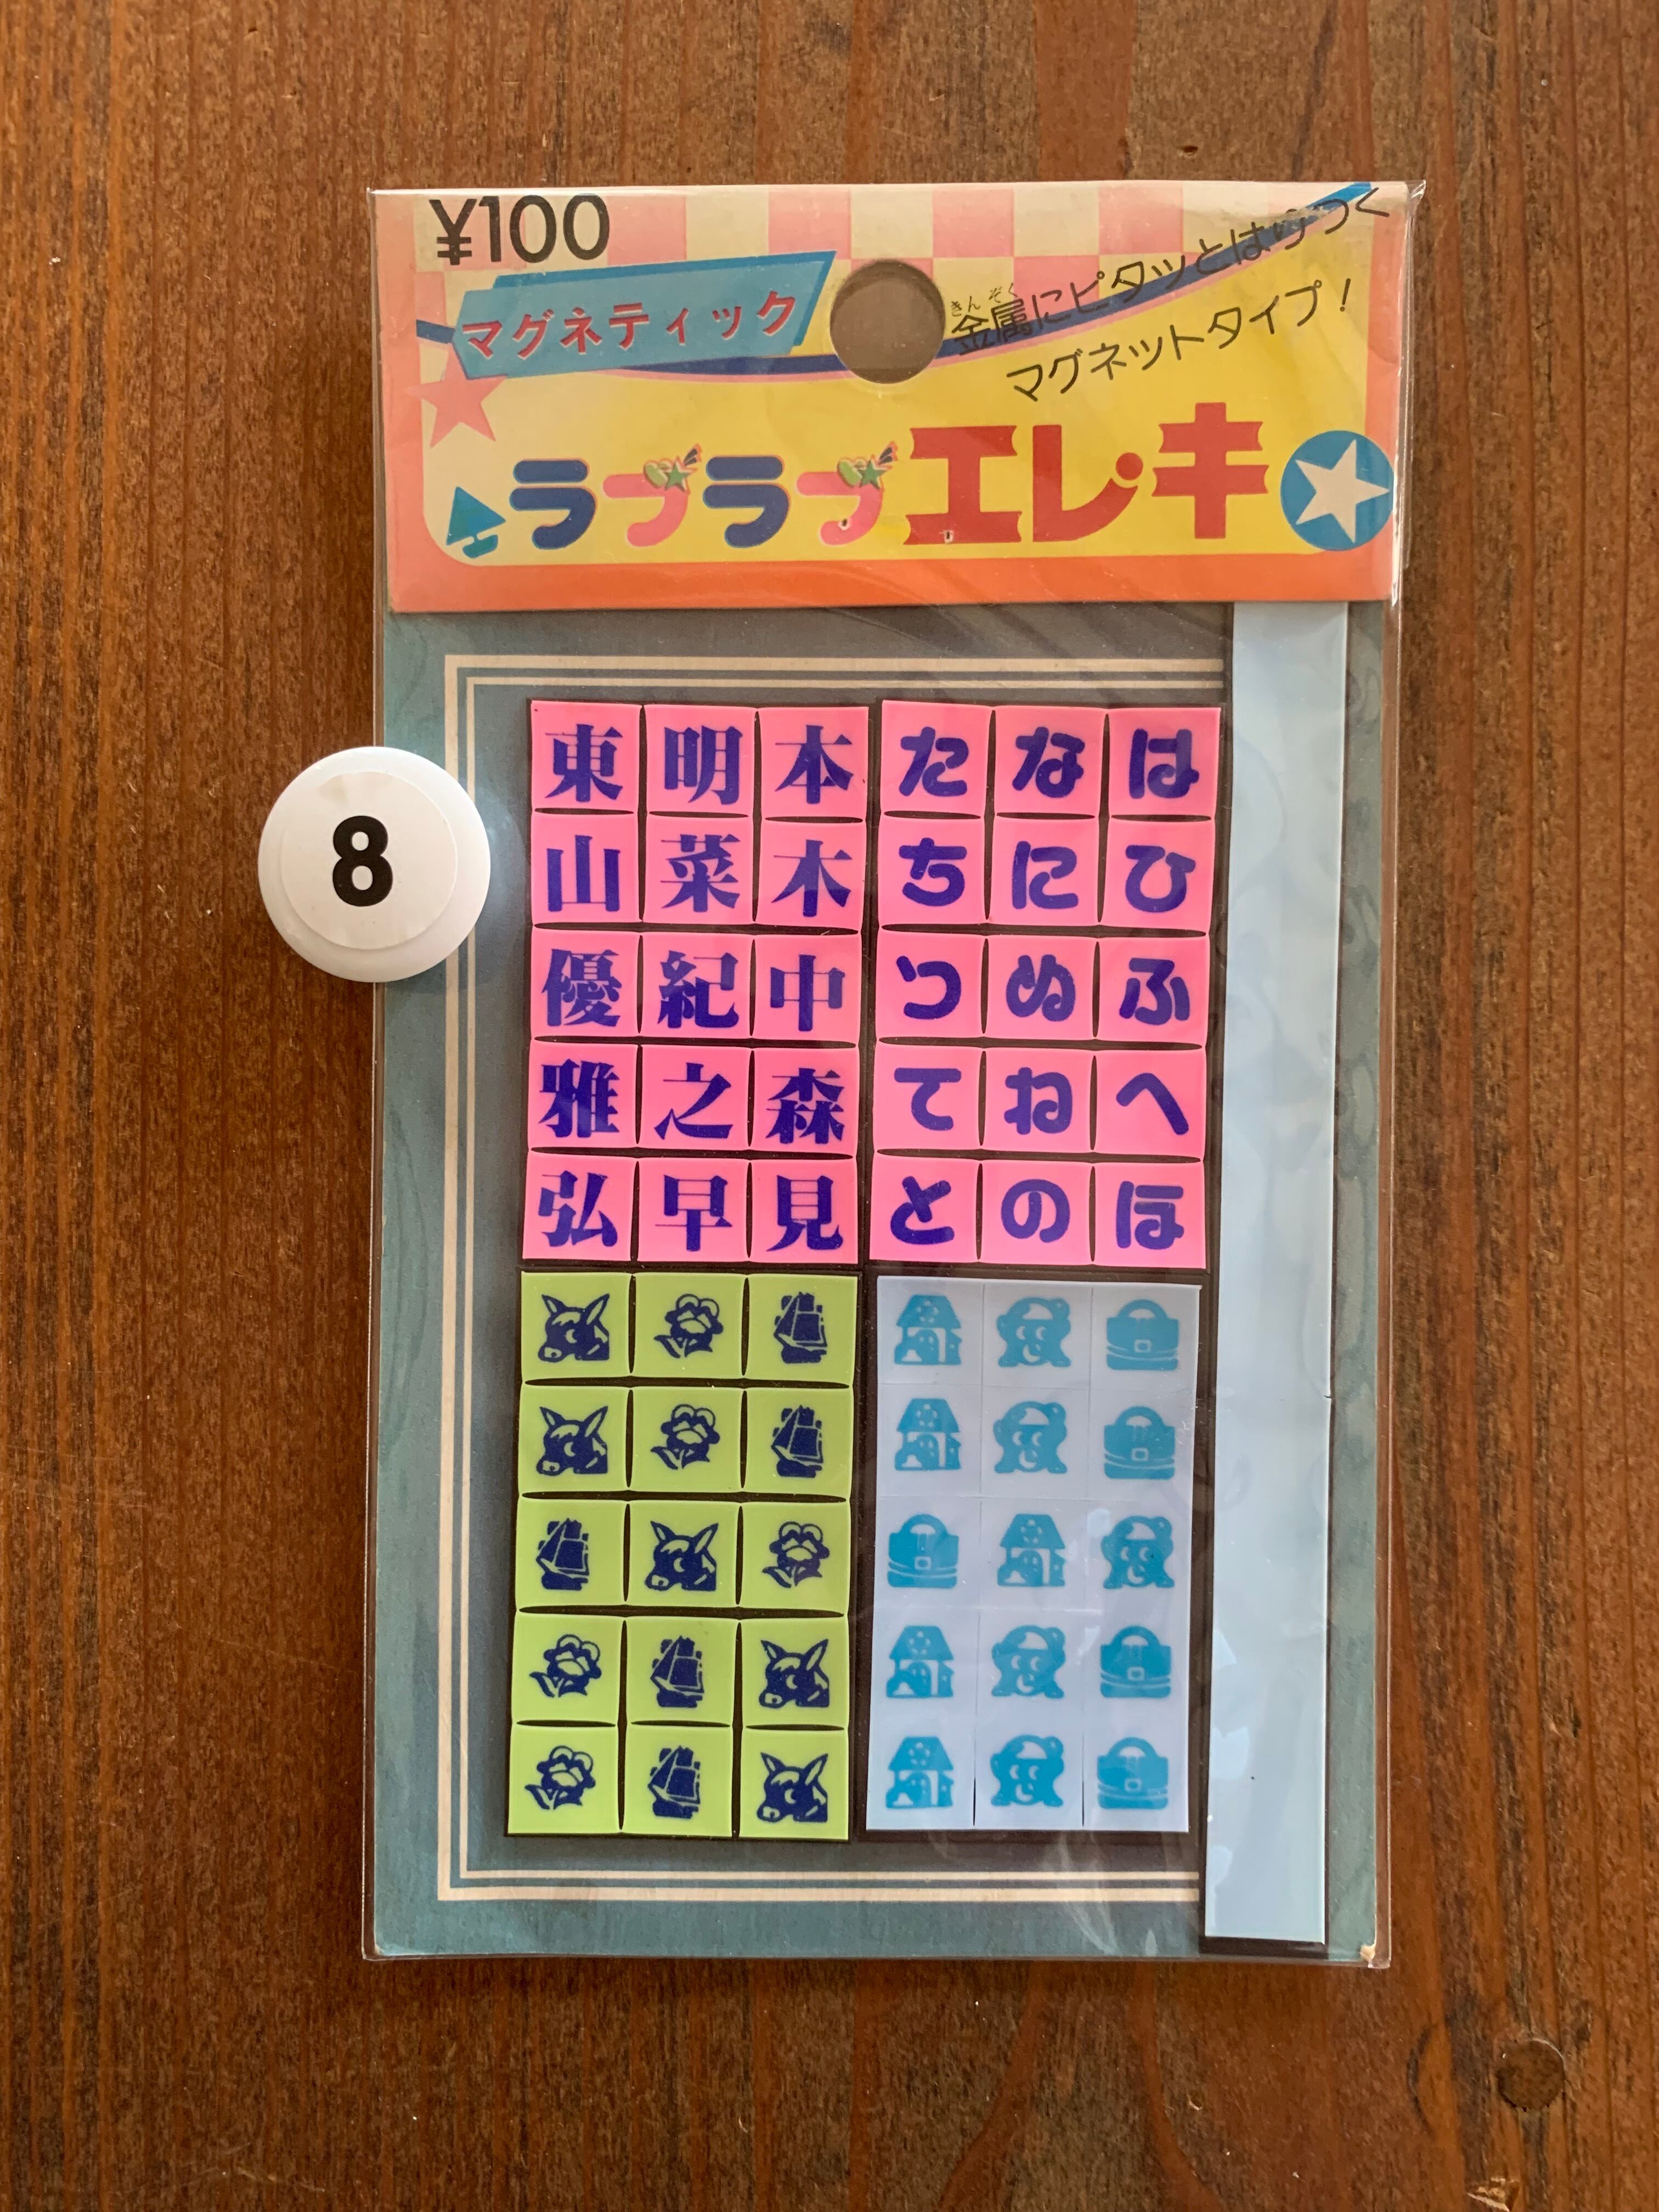 ¥100
マグネティック
金属にピタッとはりつく
きんぞく
マグネットタイプ!
ラブラブエレキ
8
東 明 本 た な は
山 菜 木 ち に ひ
優 紀 中 つ ぬ ふ
雅 之 森 て ね へ
弘 早 見 と の ほ